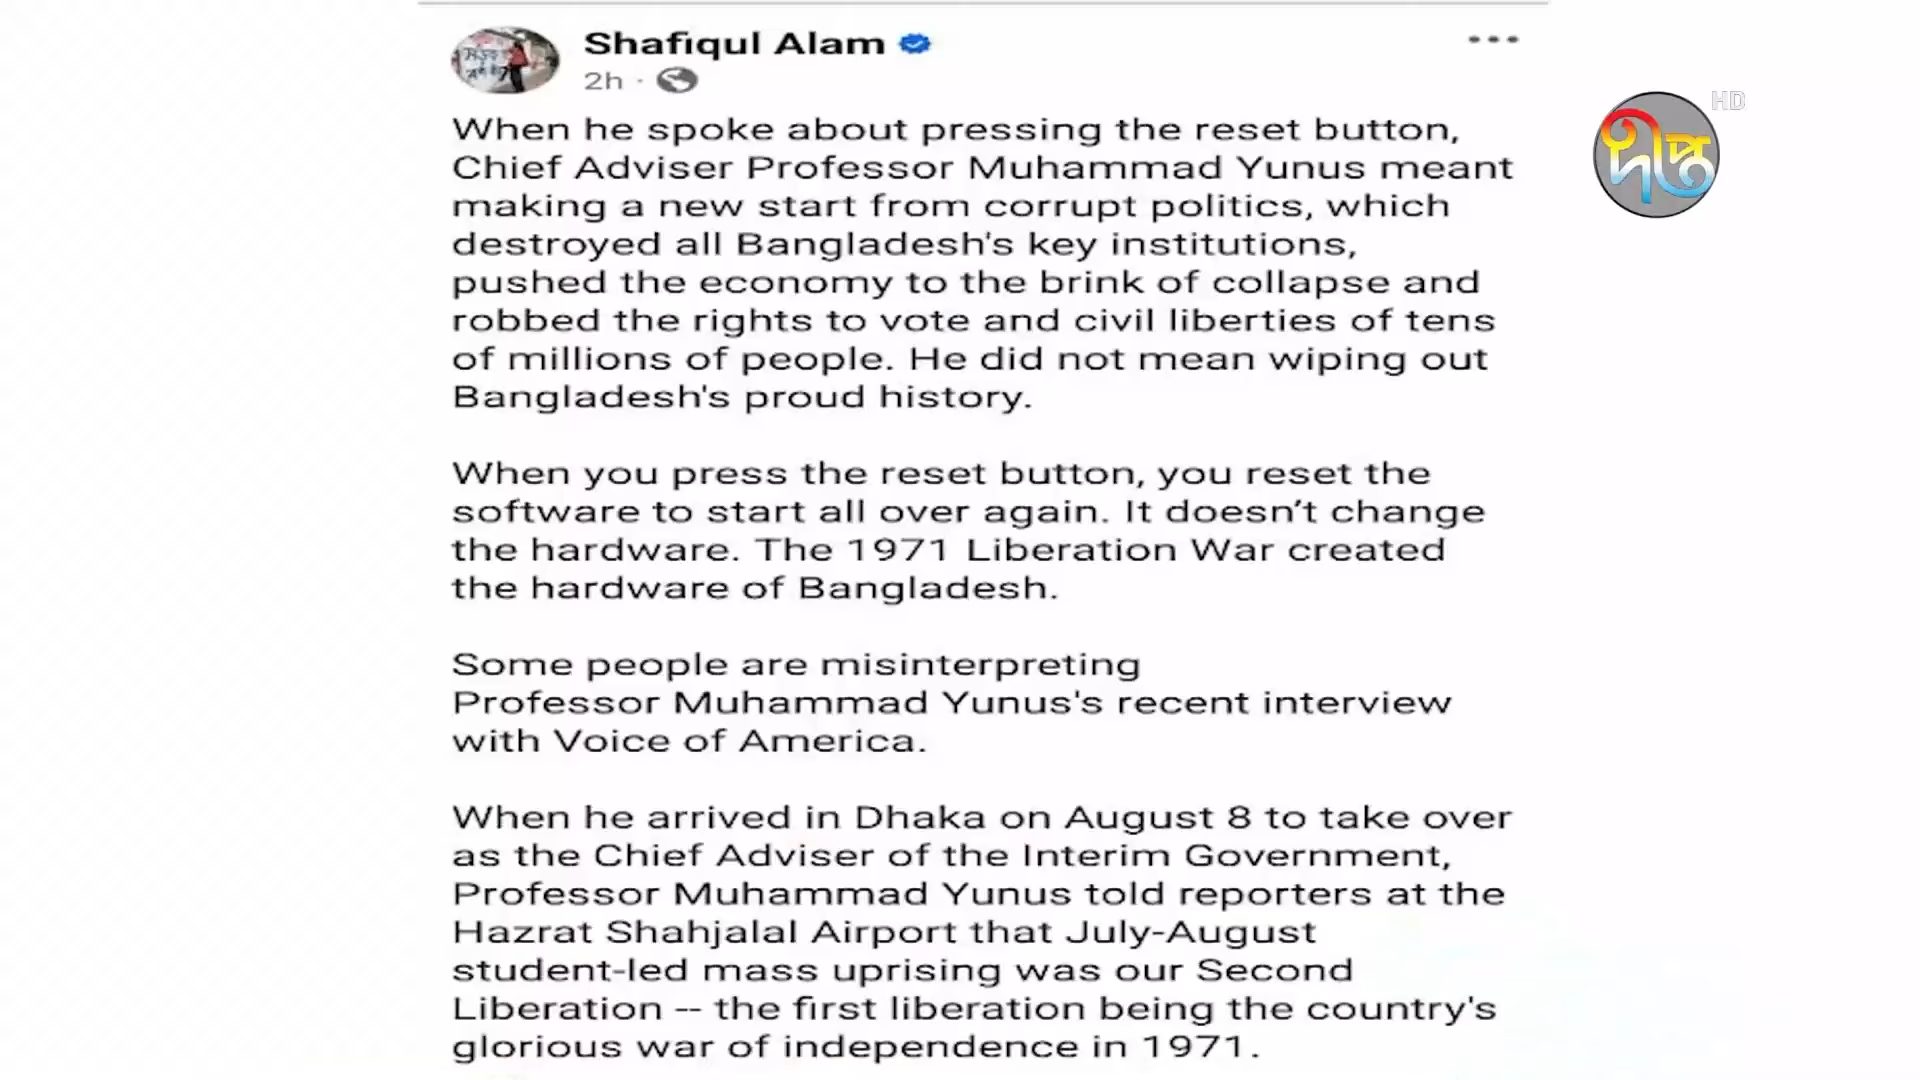 Shafiqul Alam
2h
HD
দীপ্ত
When he spoke about pressing the reset button,
Chief Adviser Professor Muhammad Yunus meant
making a new start from corrupt politics, which
destroyed all Bangladesh's key institutions,
pushed the economy to the brink of collapse and
robbed the rights to vote and civil liberties of tens
of millions of people. He did not mean wiping out
Bangladesh's proud history.
When you press the reset button, you reset the
software to start all over again. It doesn’t change
the hardware. The 1971 Liberation War created
the hardware of Bangladesh.
Some people are misinterpreting
Professor Muhammad Yunus's recent interview
with Voice of America.
When he arrived in Dhaka on August 8 to take over
as the Chief Adviser of the Interim Government,
Professor Muhammad Yunus told reporters at the
Hazrat Shahjalal Airport that July-August
student-led mass uprising was our Second
Liberation -- the first liberation being the country's
glorious war of independence in 1971.